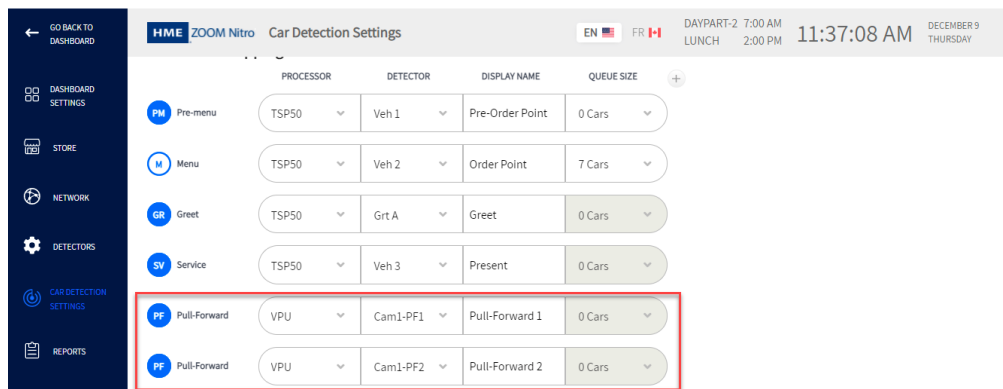 GO BACK TO
DASHBOARD
HME ZOOM Nitro Car Detection Settings
EN FR
DAYPART-2 7:00 AM
LUNCH 2:00 PM
11:37:08 AM
DECEMBER 9
THURSDAY
DASHBOARD
SETTINGS
STORE
NETWORK
DETECTORS
CAR DETECTION
SETTINGS
REPORTS
PROCESSOR DETECTOR DISPLAY NAME QUEUE SIZE +
PM Pre-menu TSP50 Veh 1 Pre-Order Point 0 Cars
M Menu TSP50 Veh 2 Order Point 7 Cars
GR Greet TSP50 Grt A Greet 0 Cars
SV Service TSP50 Veh 3 Present 0 Cars
PF Pull-Forward VPU Cam1-PF1 Pull-Forward 1 0 Cars
PF Pull-Forward VPU Cam1-PF2 Pull-Forward 2 0 Cars